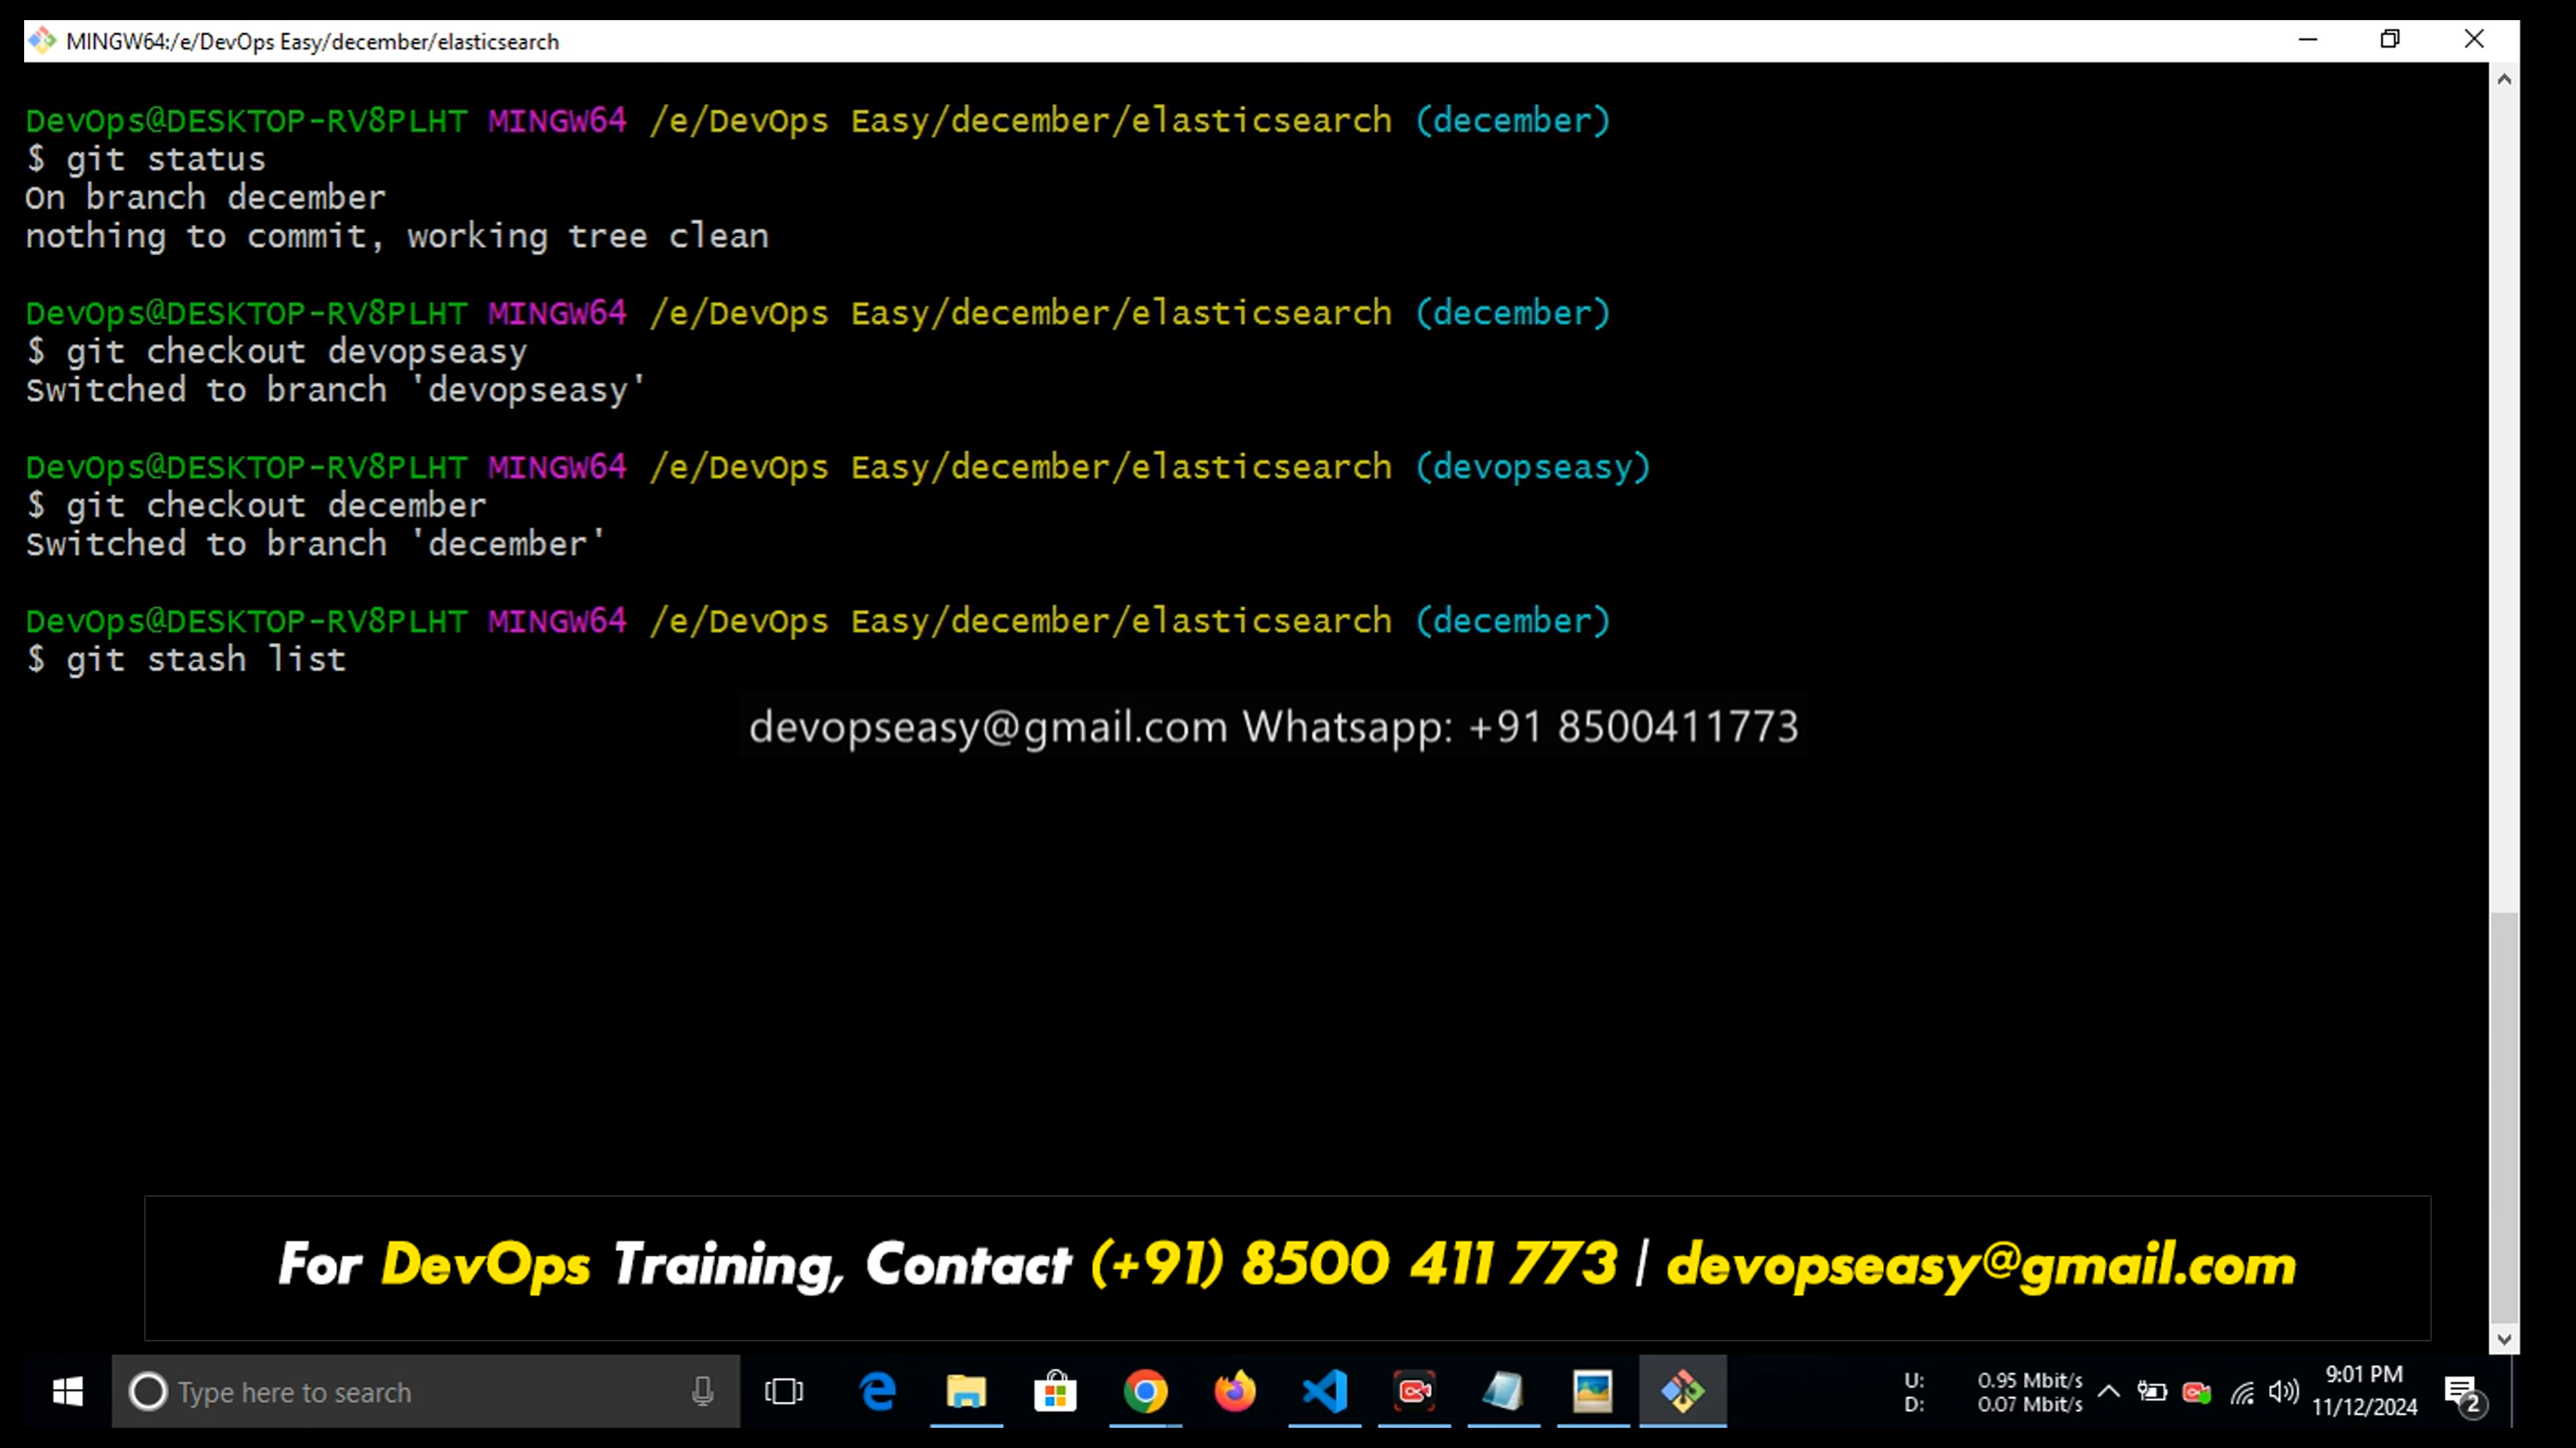 MINGW64:/e/DevOps Easy/december/elasticsearch
DevOps@DESKTOP-RV8PLHT MINGW64 /e/DevOps Easy/december/elasticsearch (december)
$ git status
On branch december
nothing to commit, working tree clean
DevOps@DESKTOP-RV8PLHT MINGW64 /e/DevOps Easy/december/elasticsearch (december)
$ git checkout devopseasy
Switched to branch 'devopseasy'
DevOps@DESKTOP-RV8PLHT MINGW64 /e/DevOps Easy/december/elasticsearch (devopseasy)
$ git checkout december
Switched to branch 'december'
DevOps@DESKTOP-RV8PLHT MINGW64 /e/DevOps Easy/december/elasticsearch (december)
$ git stash list
devopseasy@gmail.com Whatsapp: +91 8500411773
For DevOps Training, Contact (+91) 8500 411 773 | devopseasy@gmail.com
Type here to search
U: 0.95 Mbit/s
D: 0.07 Mbit/s
9:01 PM
11/12/2024
2